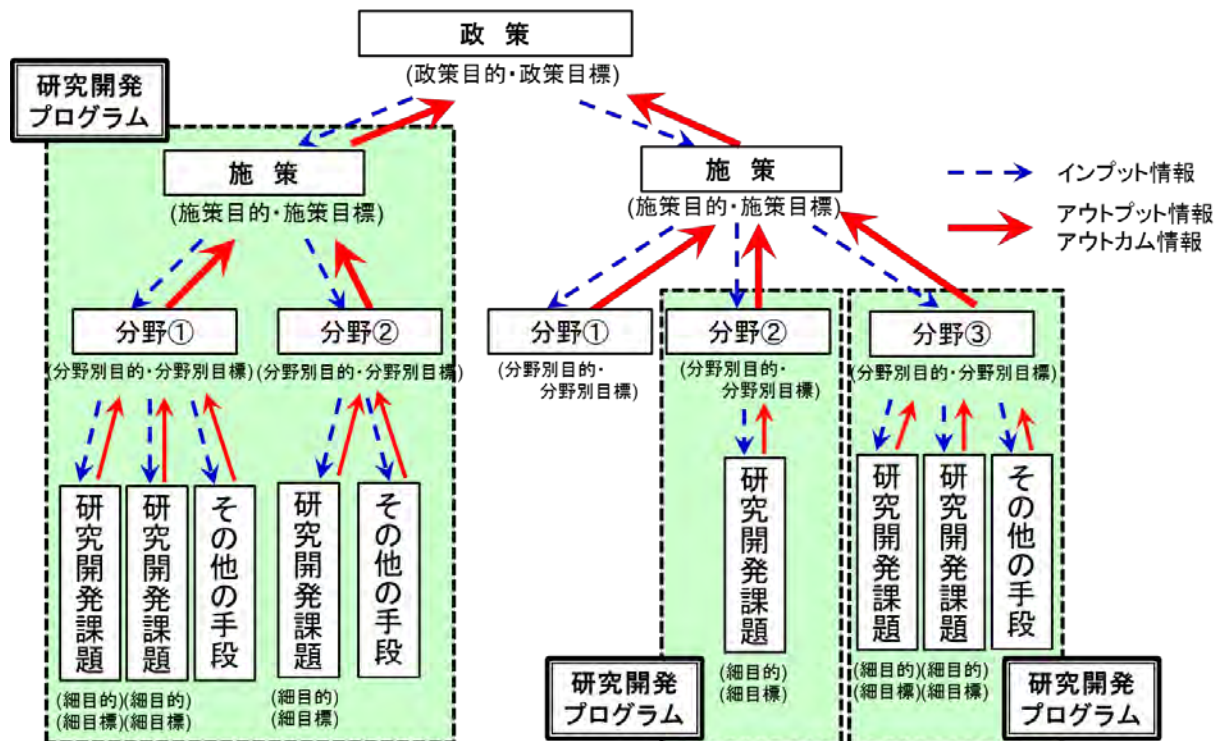 政 策
(政策目的・政策目標)
研究開発
プログラム
施 策
(施策目的・施策目標)
施 策
(施策目的・施策目標)
インプット情報
アウトプット情報
アウトカム情報
分野①
(分野別目的・分野別目標)
分野②
(分野別目的・分野別目標)
分野①
(分野別目的・
分野別目標)
分野②
(分野別目的・
分野別目標)
分野③
(分野別目的・分野別目標)
研究開発課題
研究開発課題
その他の手段
研究開発課題
その他の手段
研究開発課題
研究開発課題
研究開発課題
その他の手段
(細目的)(細目的)
(細目標)(細目標)
(細目的)
(細目標)
(細目的)
(細目標)
(細目的)(細目的)
(細目標)(細目標)
研究開発
プログラム
研究開発
プログラム